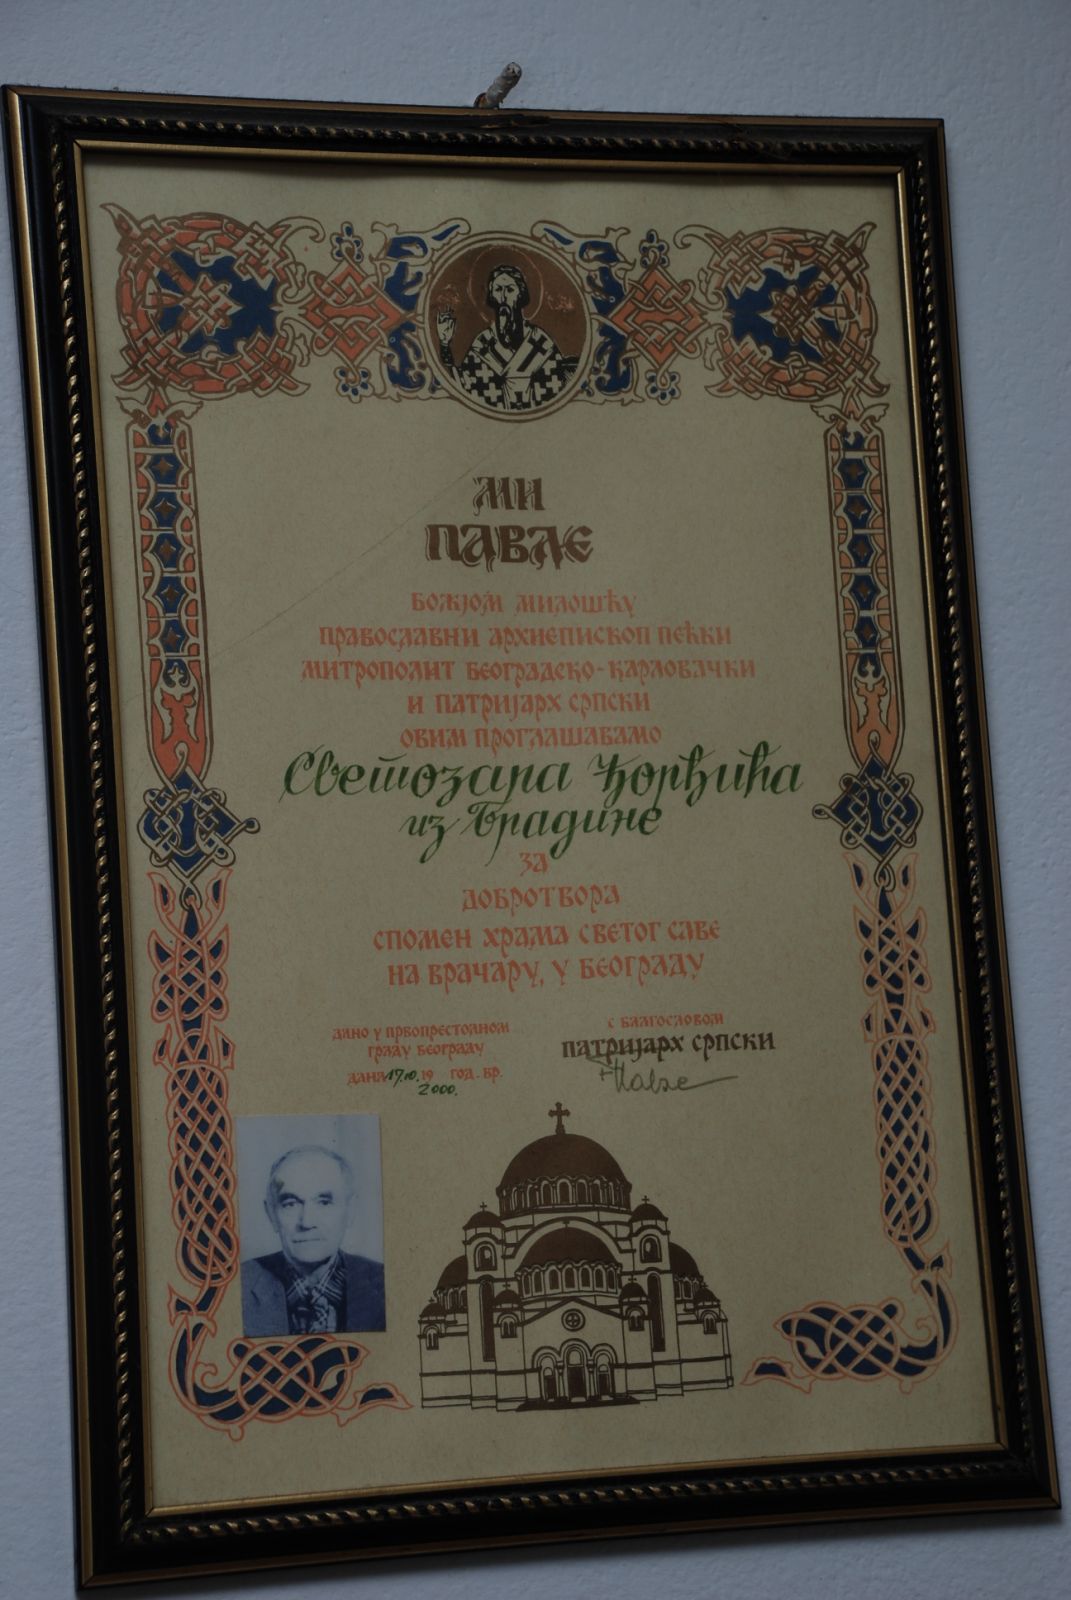 МИ
ПАВЛЕ
БОЖЈОМ МИЛОШЋУ
ПРАВОСЛАВНИ АРХИЕПИСКОП ПЕЋКИ
МИТРОПОЛИТ БЕОГРАДСКО-КАРЛОВАЧКИ
И ПАТРИЈАРХ СРПСКИ
ОВИМ ПРОГЛАШАВАМО
Светозара Ђорђића
из Брадине
ЗА
ДОБРОТВОРА
СПОМЕН ХРАМА СВЕТОГ САВЕ
НА ВРАЧАРУ, У БЕОГРАДУ
ДАНО У ПРВОПРЕСТОЛНОМ
ГРАДУ БЕОГРАДУ
ДАНА 17.10. 19 ГОД. ВР.
2000.
С БЛАГОСЛОВОМ
ПАТРИЈАРХ СРПСКИ
+Павле